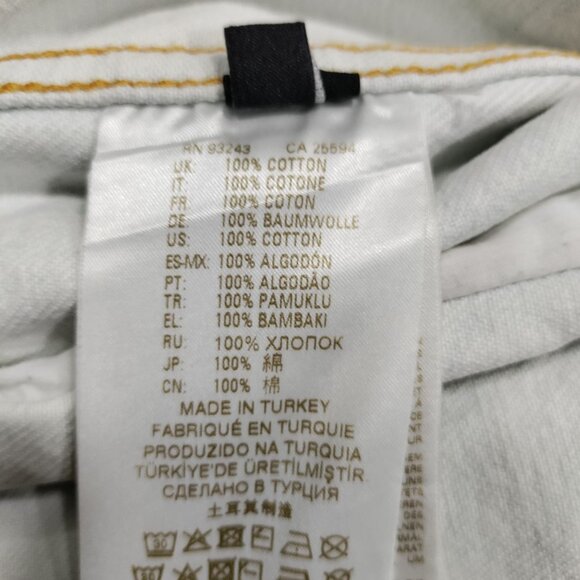 RN 93243 CA 25594
UK: 100% COTTON
IT: 100% COTONE
FR: 100% COTON
DE: 100% BAUMWOLLE
US: 100% COTTON
ES-MX: 100% ALGODÓN
PT: 100% ALGODÃO
TR: 100% PAMUKLU
EL: 100% BAMBAKI
RU: 100% ХЛОПОК
JP: 100% 綿
CN: 100% 棉
MADE IN TURKEY
FABRIQUÉ EN TURQUIE
PRODUZIDO NA TURQUIA
TÜRKİYE'DE ÜRETİLMİŞTİR
СДЕЛАНО В ТУРЦИЯ
土耳其制造